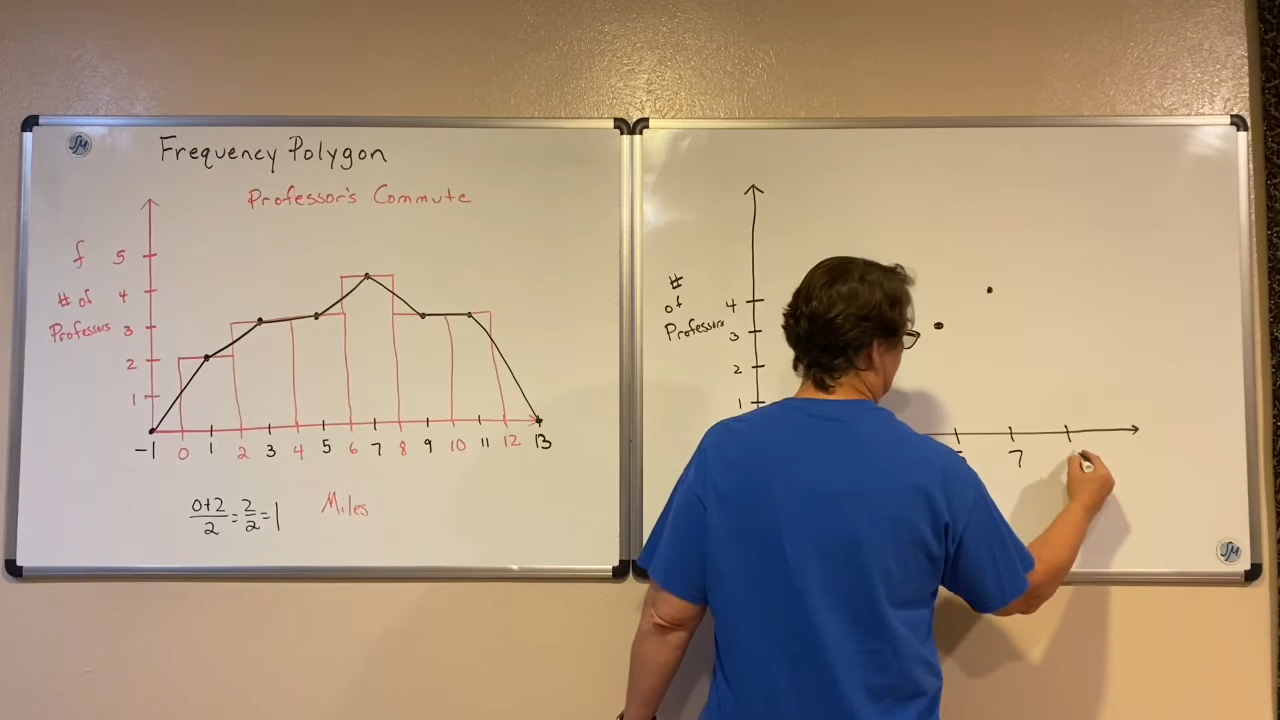 Frequency Polygon
Professor's Commute
f
5
# of
4
Professors
3
2
1
-1 0 1 2 3 4 5 6 7 8 9 10 11 12 13
0+2/2 = 2/2 = 1
Miles
#
of
Professors
4
3
2
1
7
SM
SM